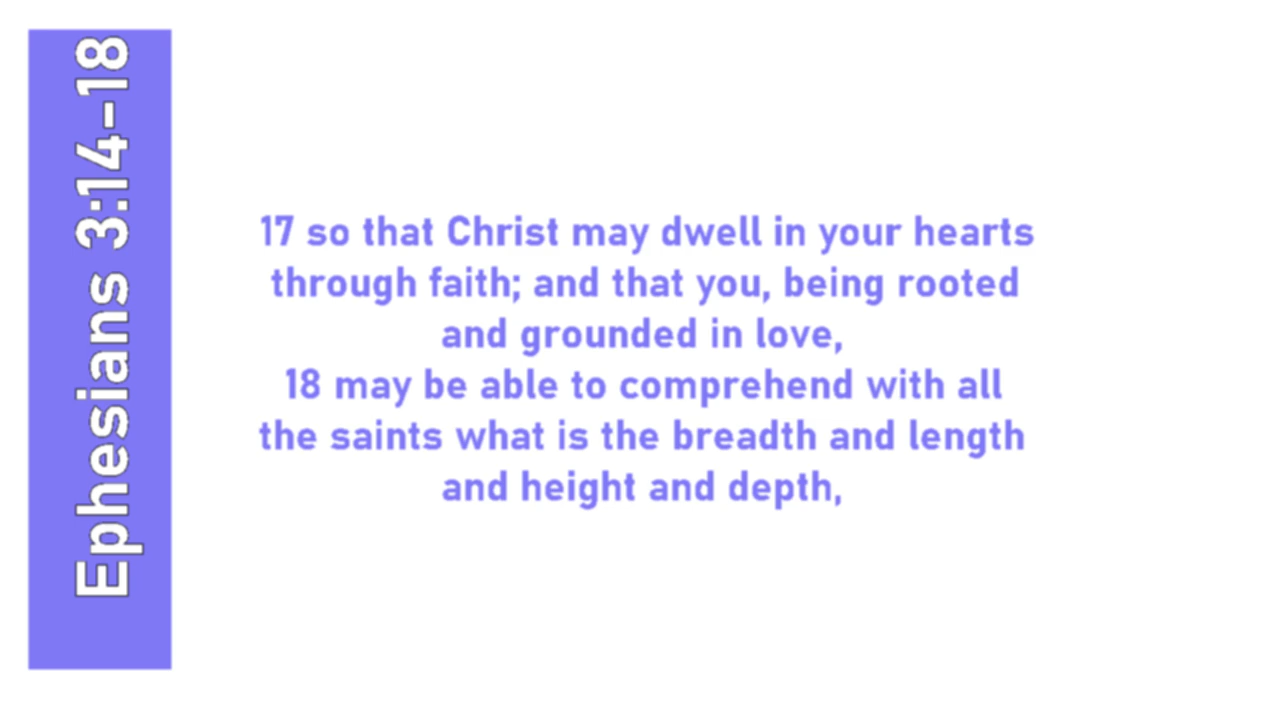 Ephesians 3:14-18
17 so that Christ may dwell in your hearts
through faith; and that you, being rooted
and grounded in love,
18 may be able to comprehend with all
the saints what is the breadth and length
and height and depth,